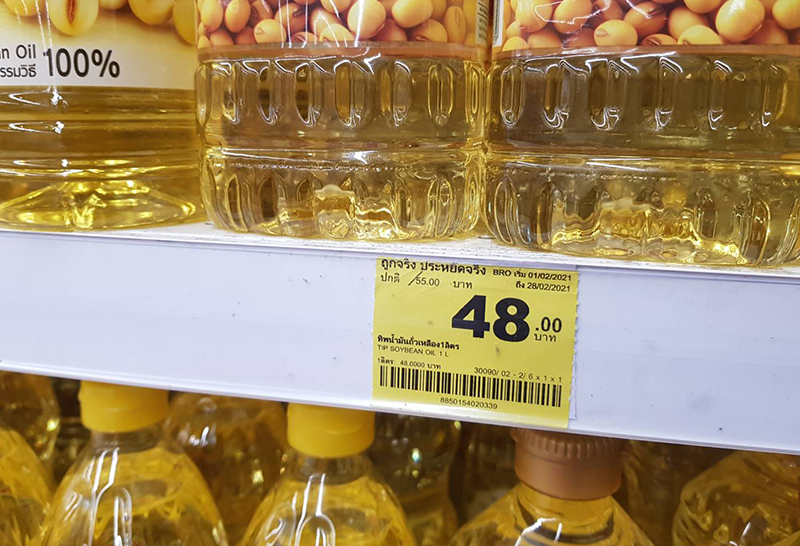 an Oil
รรมวิธี 100%
ถูกจริง ประหยัดจริง BRO เริ่ม 01/02/2021
ปกติ 55.00 บาท ถึง 28/02/2021
48.00
บาท
ทิพน้ำมันถั่วเหลือง1ลิตร
TIP SOYBEAN OIL 1 L
1ลิตร: 48.0000 บาท 30090/ 02 - 2/ 6 x 1 x 1
8850154020339